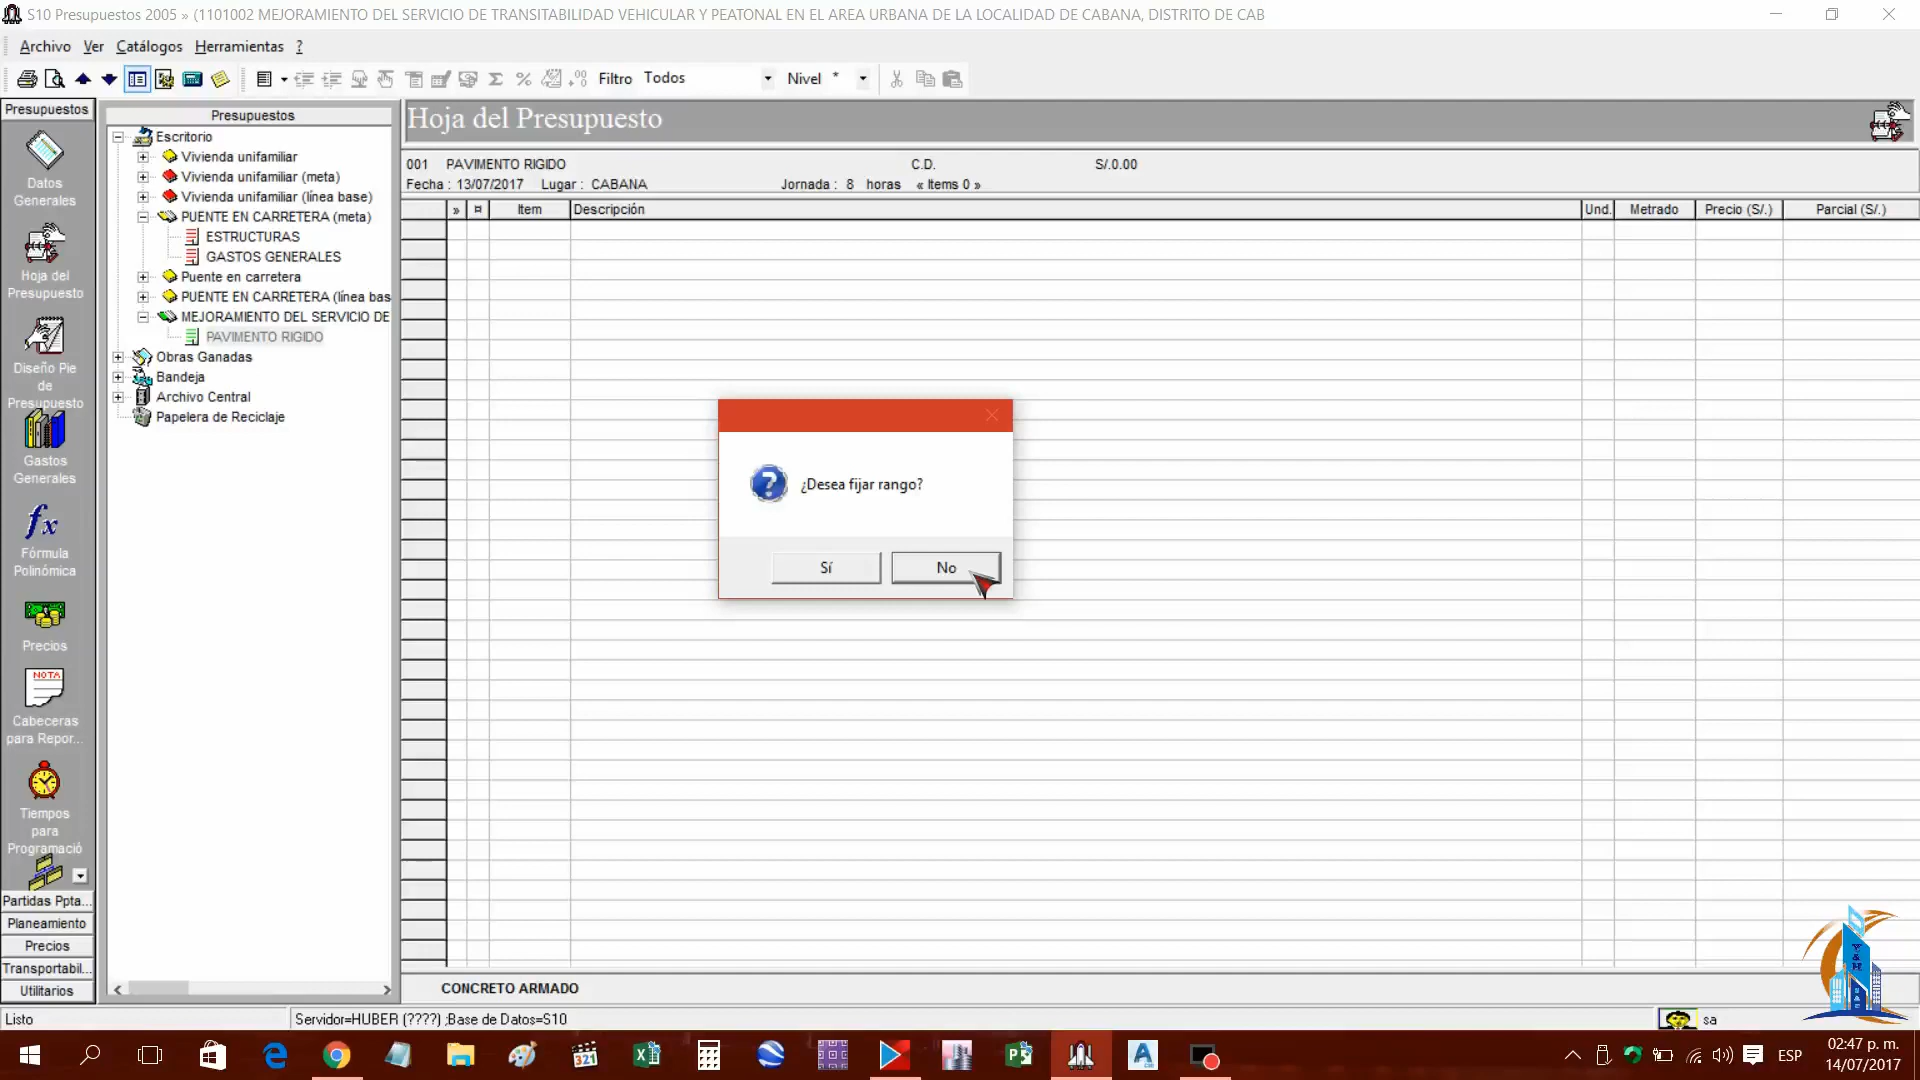 S10 Presupuestos 2005 » (1101002 MEJORAMIENTO DEL SERVICIO DE TRANSITABILIDAD VEHICULAR Y PEATONAL EN EL AREA URBANA DE LA LOCALIDAD DE CABANA, DISTRITO DE CAB
Archivo Ver Catálogos Herramientas ?
Filtro Todos Nivel *
Presupuestos
Datos
Generales
Hoja del
Presupuesto
Diseño Pie
de
Presupuesto
Gastos
Generales
fx
Fórmula
Polinómica
Precios
NOTA
Cabeceras
para Repor...
Tiempos
para
Programació
Partidas Ppta...
Planeamiento
Precios
Transportabil...
Utilitarios
Presupuestos
Escritorio
Vivienda unifamiliar
Vivienda unifamiliar (meta)
Vivienda unifamiliar (línea base)
PUENTE EN CARRETERA (meta)
ESTRUCTURAS
GASTOS GENERALES
Puente en carretera
PUENTE EN CARRETERA (línea bas
MEJORAMIENTO DEL SERVICIO DE
PAVIMENTO RIGIDO
Obras Ganadas
Bandeja
Archivo Central
Papelera de Reciclaje
Hoja del Presupuesto
001 PAVIMENTO RIGIDO C.D. S/.0.00
Fecha : 13/07/2017 Lugar : CABANA Jornada : 8 horas « Items 0 »
» ¤ Item Descripción Und. Metrado Precio (S/.) Parcial (S/.)
¿Desea fijar rango?
Sí No
CONCRETO ARMADO
Listo Servidor=HUBER (????) ;Base de Datos=S10 sa
ESP
02:47 p. m.
14/07/2017